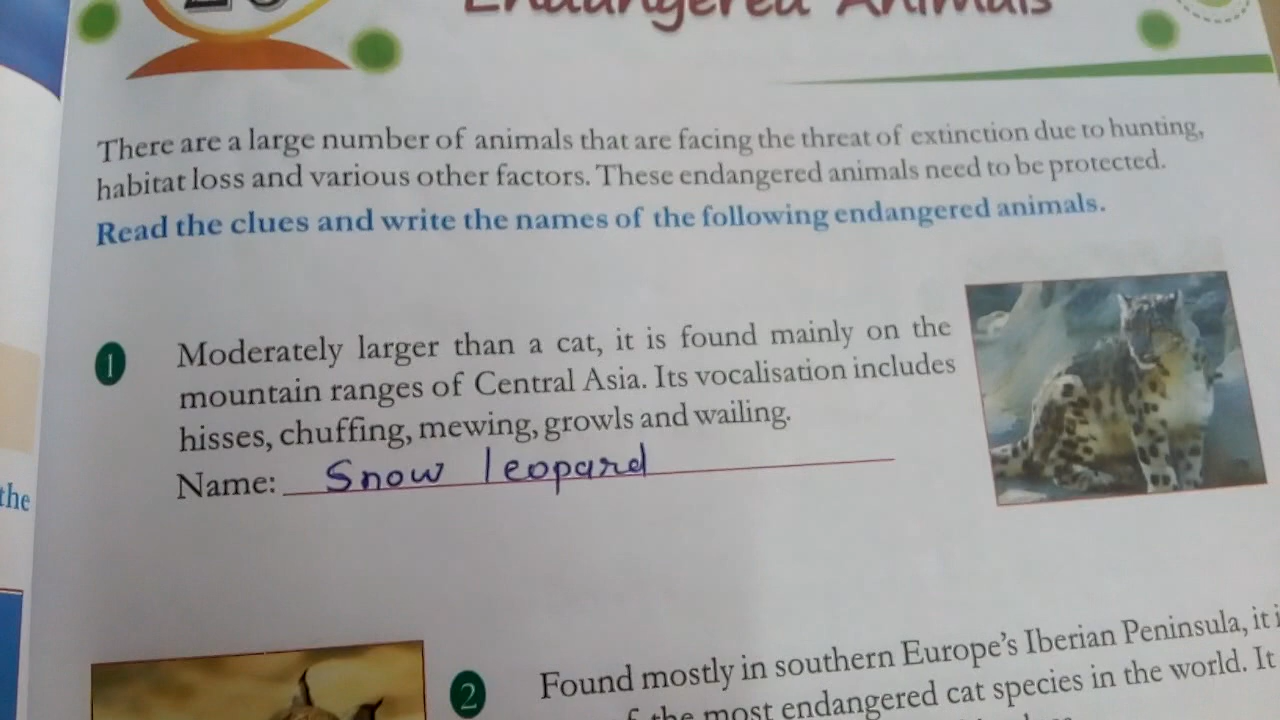 Endangered Animals
There are a large number of animals that are facing the threat of extinction due to hunting,
habitat loss and various other factors. These endangered animals need to be protected.
Read the clues and write the names of the following endangered animals.
1 Moderately larger than a cat, it is found mainly on the
mountain ranges of Central Asia. Its vocalisation includes
hisses, chuffing, mewing, growls and wailing.
Name: Snow leopard
the
2 Found mostly in southern Europe's Iberian Peninsula, it
the most endangered cat species in the world. It